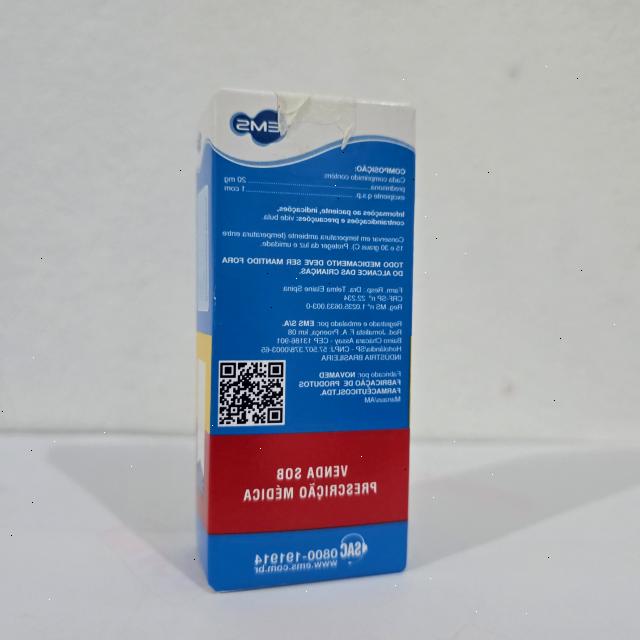 EMS
COMPOSIÇÃO:
Cada comprimido contém:
prednisona 20 mg
excipiente q.s.p. 1 com
Informações ao paciente, indicações,
contraindicações e precauções: vide bula.
Conservar em temperatura ambiente (temperatura entre
15 e 30 graus C). Proteger da luz e umidade.
TODO MEDICAMENTO DEVE SER MANTIDO FORA
DO ALCANCE DAS CRIANÇAS.
Farm. Resp. Dra. Telma Elaine Spina
CRF-SP nº 22.234
Reg. MS nº 1.0235.0633.003-0
Registrado e embalado por: EMS S/A.
Rod. Jornalista F. A. Proença, km 08
Bairro Chácara Assay - CEP 13186-901
Hortolândia/SP - CNPJ: 57.507.378/0003-65
INDÚSTRIA BRASILEIRA
Fabricado por: NOVAMED
FABRICAÇÃO DE PRODUTOS
FARMACÊUTICOS LTDA.
Manaus/AM
VENDA SOB
PRESCRIÇÃO MÉDICA
SAC 0800-191914
www.ems.com.br